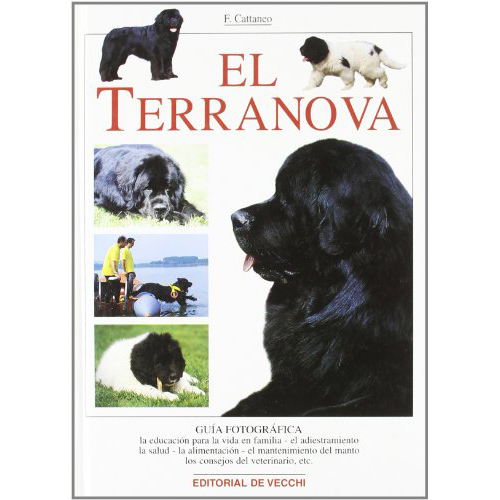 F. Cattaneo
EL
TERRANOVA
GUÍA FOTOGRÁFICA
la educación para la vida en familia - el adiestramiento
la salud - la alimentación - el mantenimiento del manto
los consejos del veterinario, etc.
EDITORIAL DE VECCHI